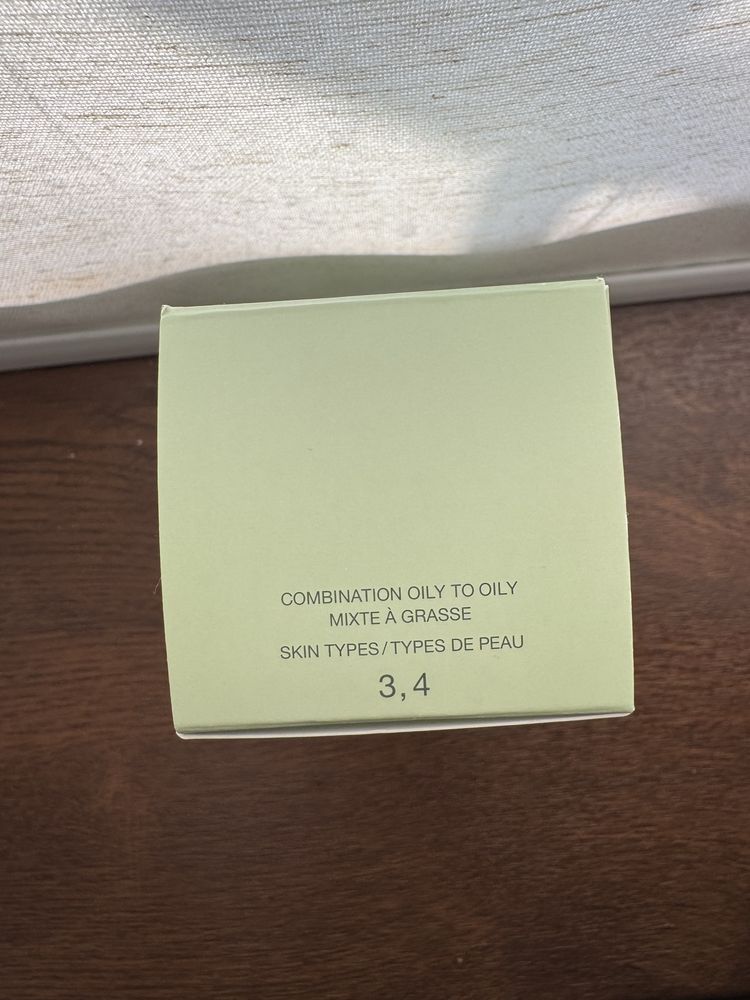 COMBINATION OILY TO OILY
MIXTE À GRASSE
SKIN TYPES/TYPES DE PEAU
3, 4